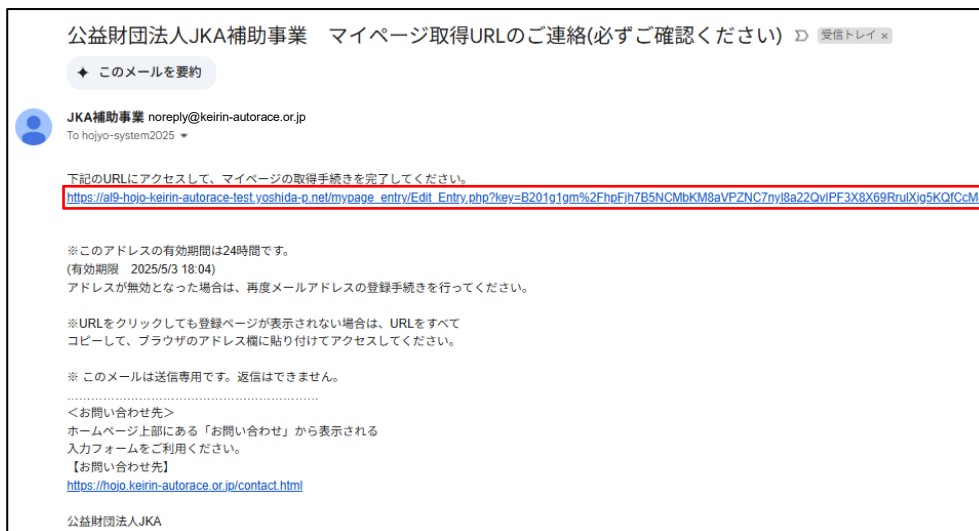 公益財団法人JKA補助事業　マイページ取得URLのご連絡(必ずご確認ください) 受信トレイ ×
このメールを要約
JKA補助事業 noreply@keirin-autorace.or.jp
To hojyo-system2025
下記のURLにアクセスして、マイページの取得手続きを完了してください。
https://al9-hojo-keirin-autorace-test.yoshida-p.net/mypage_entry/Edit_Entry.php?key=B201g1gm%2FhpFjh7B5NCMbKM8aVPZNC7nyI8a22QvIPF3X8X69RrulXig5KQfCcM
※このアドレスの有効期間は24時間です。
(有効期限　2025/5/3 18:04)
アドレスが無効となった場合は、再度メールアドレスの登録手続きを行ってください。
※URLをクリックしても登録ページが表示されない場合は、URLをすべて
コピーして、ブラウザのアドレス欄に貼り付けてアクセスしてください。
※ このメールは送信専用です。返信はできません。
…………………………………………………………
＜お問い合わせ先＞
ホームページ上部にある「お問い合わせ」から表示される
入力フォームをご利用ください。
【お問い合わせ先】
https://hojo.keirin-autorace.or.jp/contact.html
公益財団法人JKA